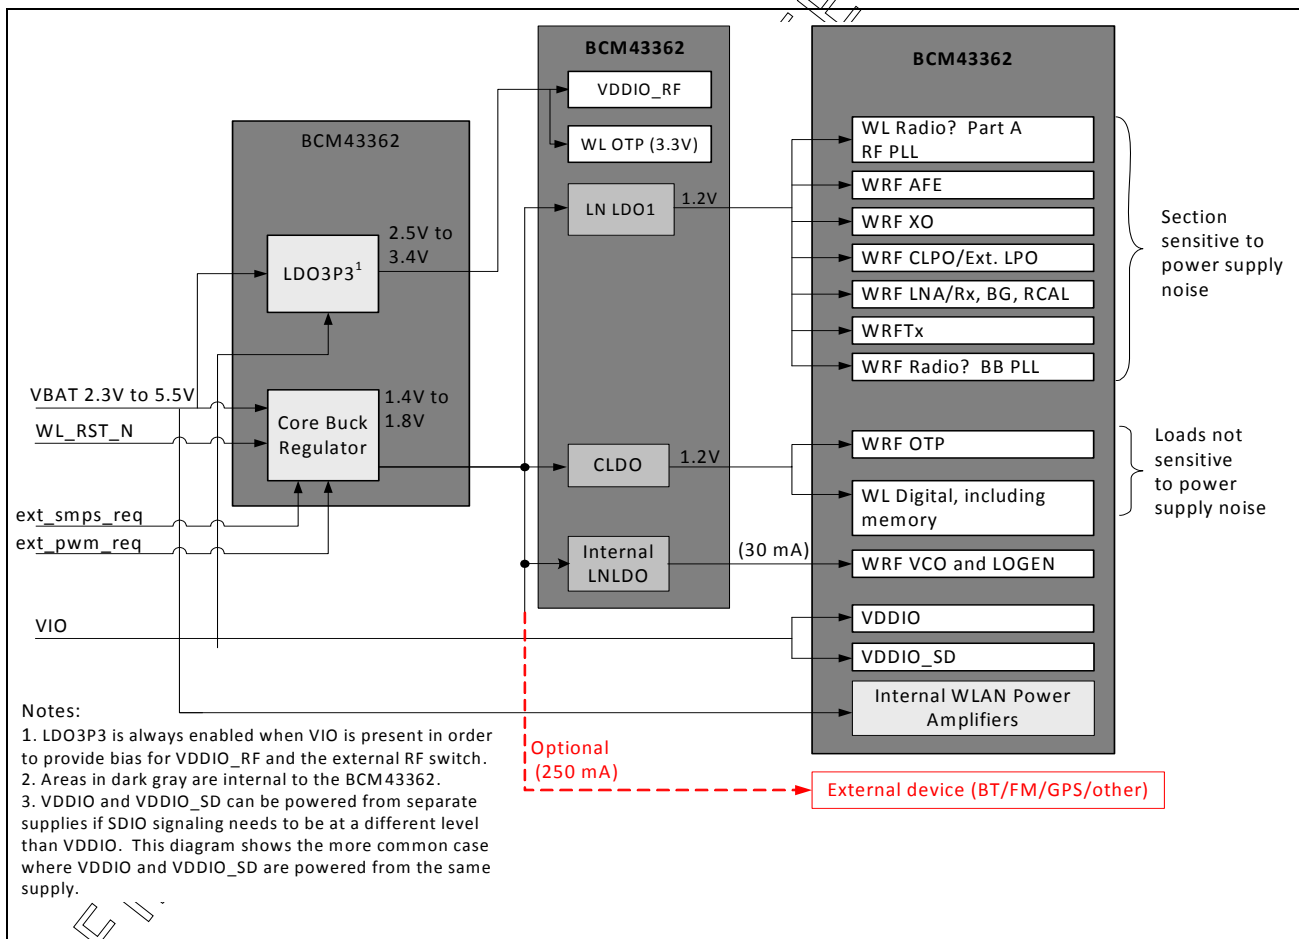 BCM43362
LDO3P3¹
2.5V to
3.4V
Core Buck
Regulator
1.4V to
1.8V
VBAT 2.3V to 5.5V
WL_RST_N
ext_smps_req
ext_pwm_req
VIO
BCM43362
VDDIO_RF
WL OTP (3.3V)
LN LDO1
1.2V
CLDO
1.2V
Internal
LNLDO
(30 mA)
BCM43362
WL Radio? Part A
RF PLL
WRF AFE
WRF XO
WRF CLPO/Ext. LPO
WRF LNA/Rx, BG, RCAL
WRFTx
WRF Radio? BB PLL
WRF OTP
WL Digital, including
memory
WRF VCO and LOGEN
VDDIO
VDDIO_SD
Internal WLAN Power
Amplifiers
Section
sensitive to
power supply
noise
Loads not
sensitive
to power
supply noise
Optional
(250 mA)
External device (BT/FM/GPS/other)
Notes:
1. LDO3P3 is always enabled when VIO is present in order
to provide bias for VDDIO_RF and the external RF switch.
2. Areas in dark gray are internal to the BCM43362.
3. VDDIO and VDDIO_SD can be powered from separate
supplies if SDIO signaling needs to be at a different level
than VDDIO. This diagram shows the more common case
where VDDIO and VDDIO_SD are powered from the same
supply.